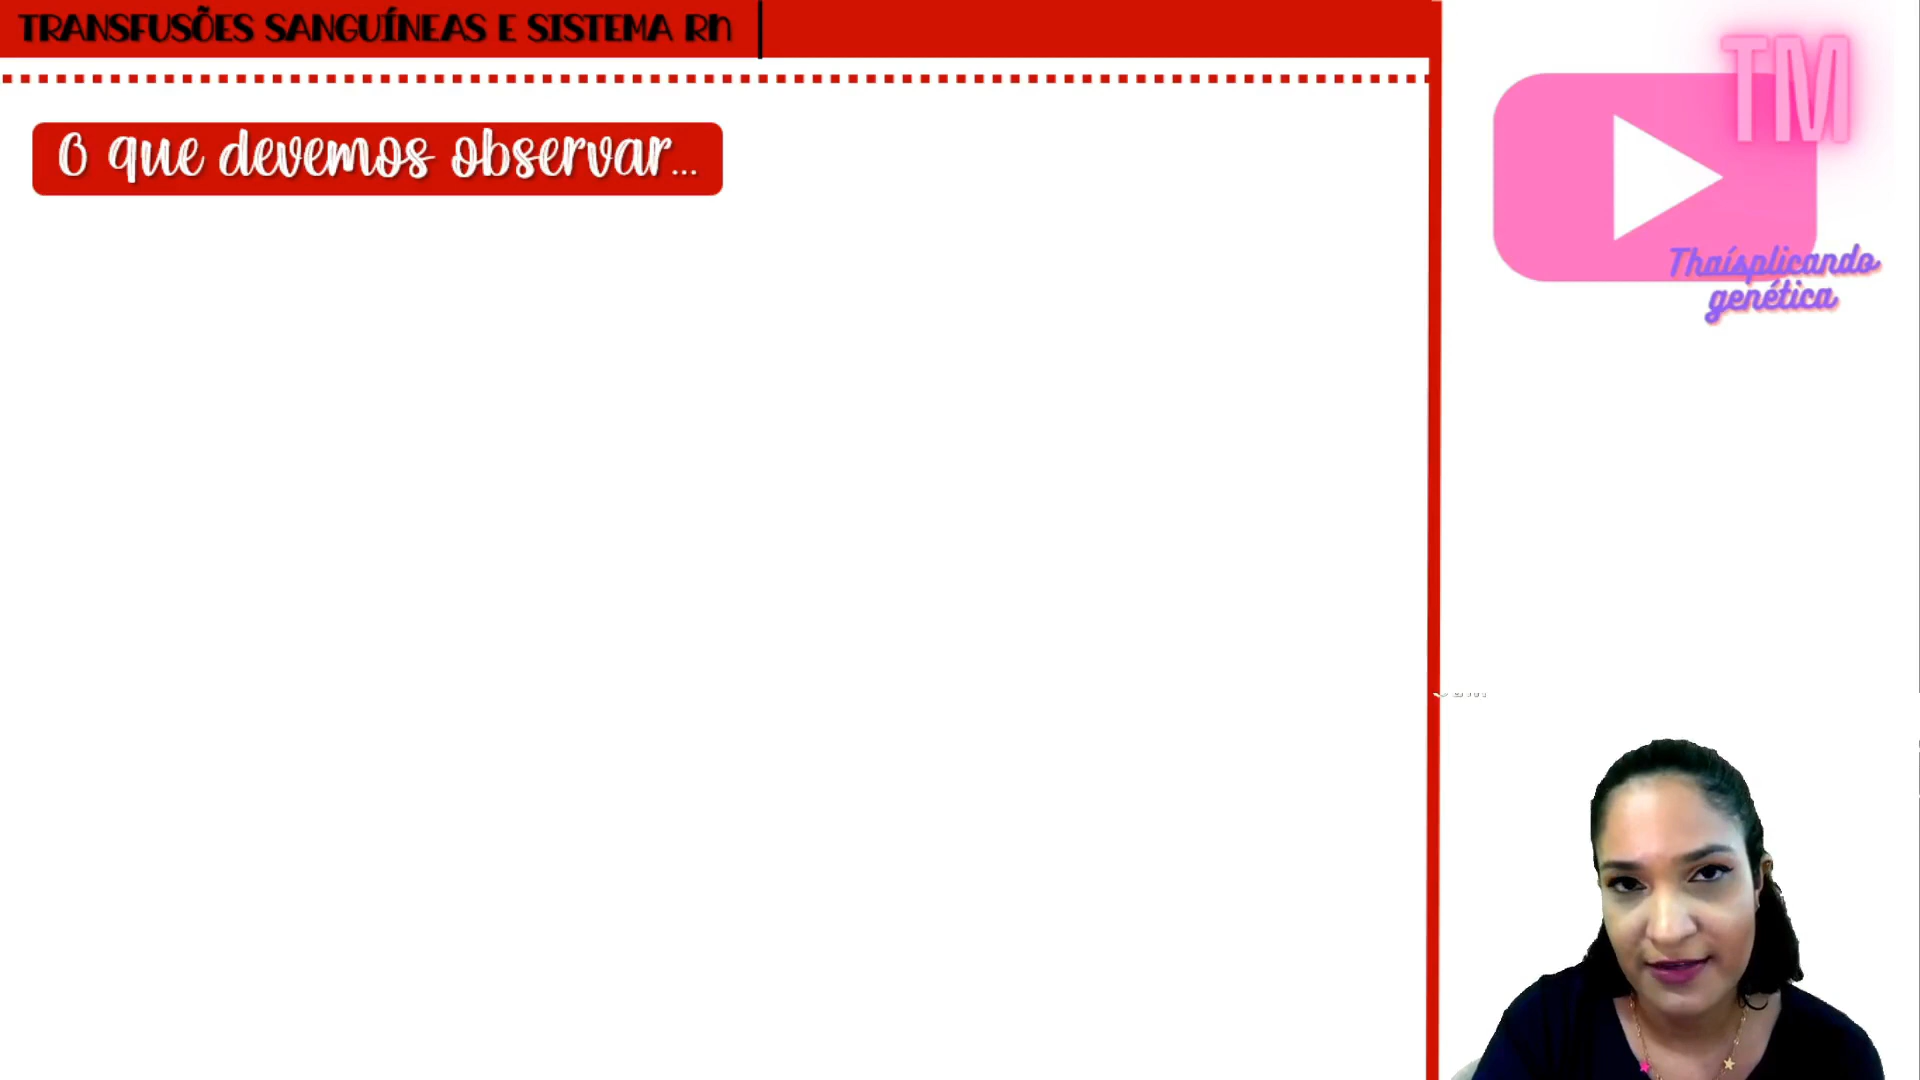 TRANSFUSÕES SANGUÍNEAS E SISTEMA Rh
O que devemos observar...
TM
Thaísplicando
genética